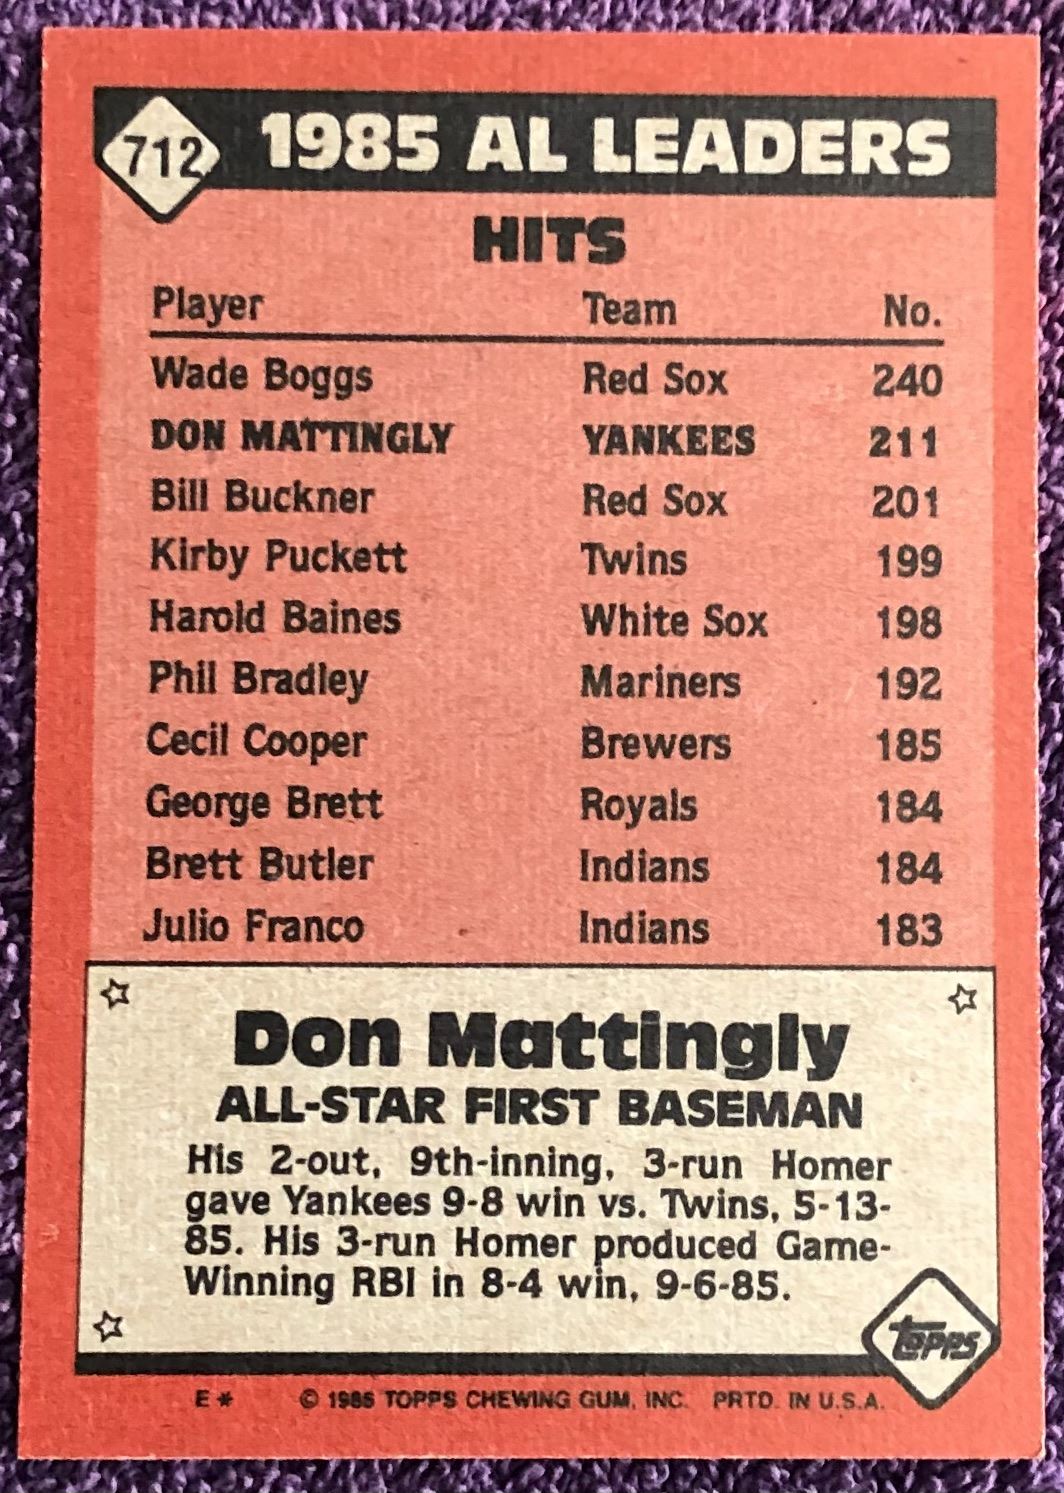 712 1985 AL LEADERS
HITS
Player Team No.
Wade Boggs Red Sox 240
DON MATTINGLY YANKEES 211
Bill Buckner Red Sox 201
Kirby Puckett Twins 199
Harold Baines White Sox 198
Phil Bradley Mariners 192
Cecil Cooper Brewers 185
George Brett Royals 184
Brett Butler Indians 184
Julio Franco Indians 183
Don Mattingly
ALL-STAR FIRST BASEMAN
His 2-out, 9th-inning, 3-run Homer
gave Yankees 9-8 win vs. Twins, 5-13-
85. His 3-run Homer produced Game-
Winning RBI in 8-4 win, 9-6-85.
topps
E* © 1986 TOPPS CHEWING GUM, INC. PRTD. IN U.S.A.